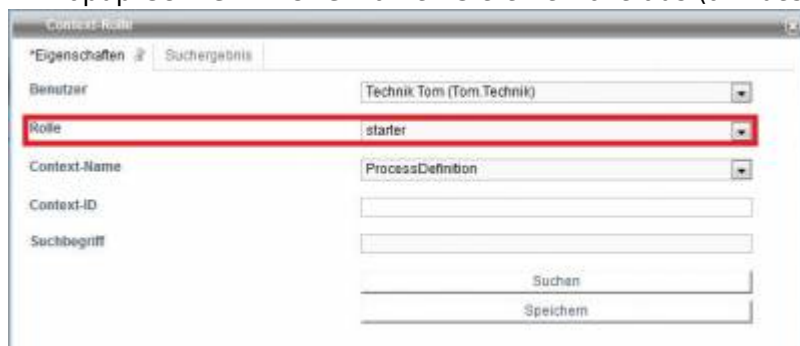 Context-Rolle
*Eigenschaften
Suchergebnis
Benutzer
Technik Tom (Tom.Technik)
Rolle
starter
Context-Name
ProcessDefinition
Context-ID
Suchbegriff
Suchen
Speichern